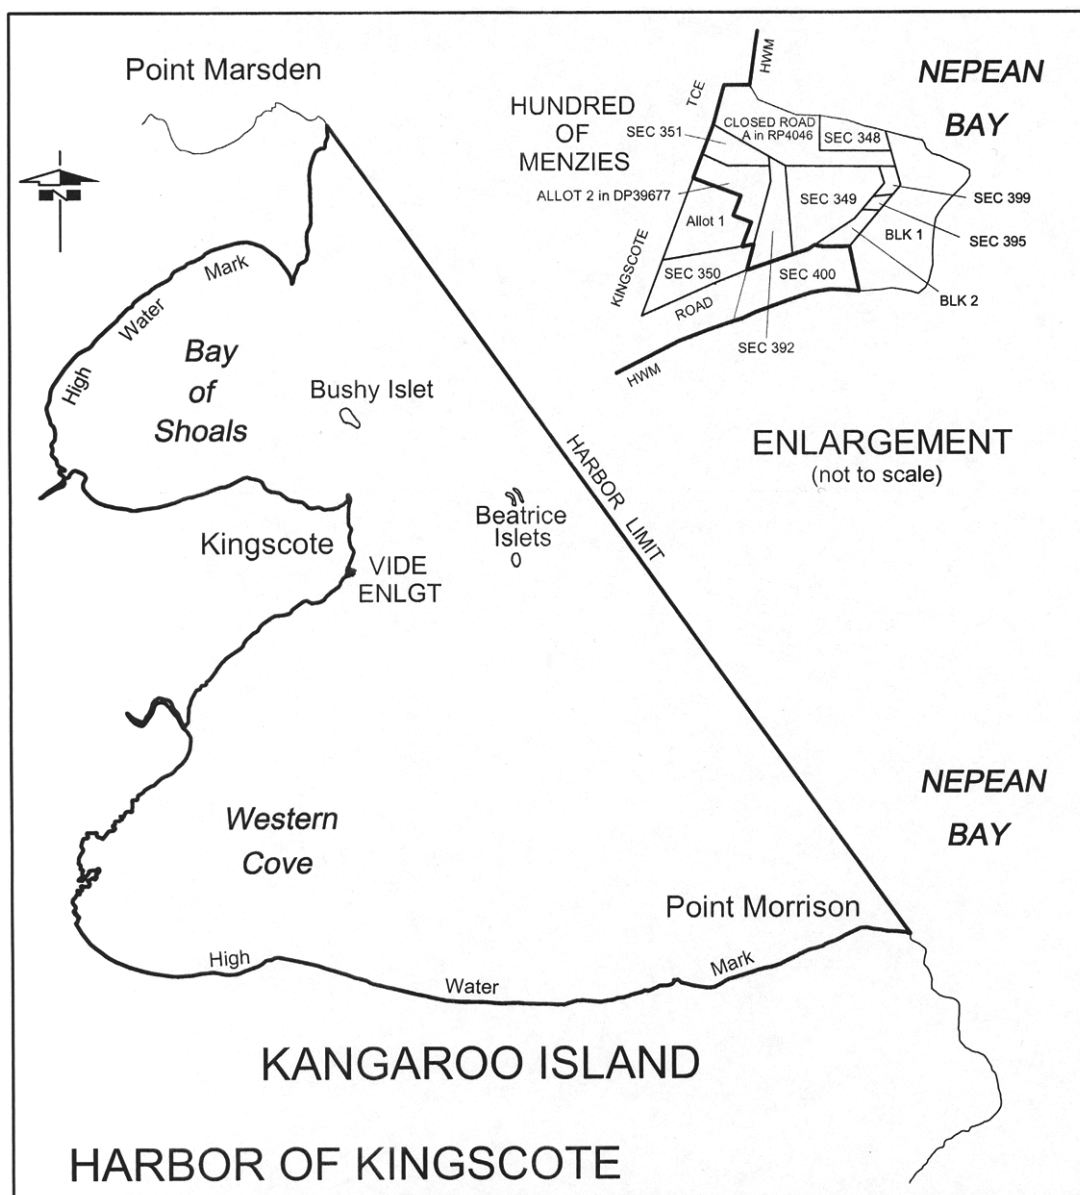 Point Marsden
HUNDRED
OF
MENZIES
NEPEAN
BAY
HWM
TCE
SEC 351
CLOSED ROAD
A in RP4046
SEC 348
ALLOT 2 in DP39677
SEC 349
SEC 399
Allot 1
BLK 1
SEC 395
KINGSCOTE
SEC 350
SEC 400
BLK 2
ROAD
SEC 392
HWM
ENLARGEMENT
(not to scale)
N
High Water Mark
Bay
of
Shoals
Bushy Islet
HARBOR LIMIT
Beatrice
Islets
Kingscote
VIDE
ENLGT
Western
Cove
NEPEAN
BAY
Point Morrison
High Water Mark
KANGAROO ISLAND
HARBOR OF KINGSCOTE